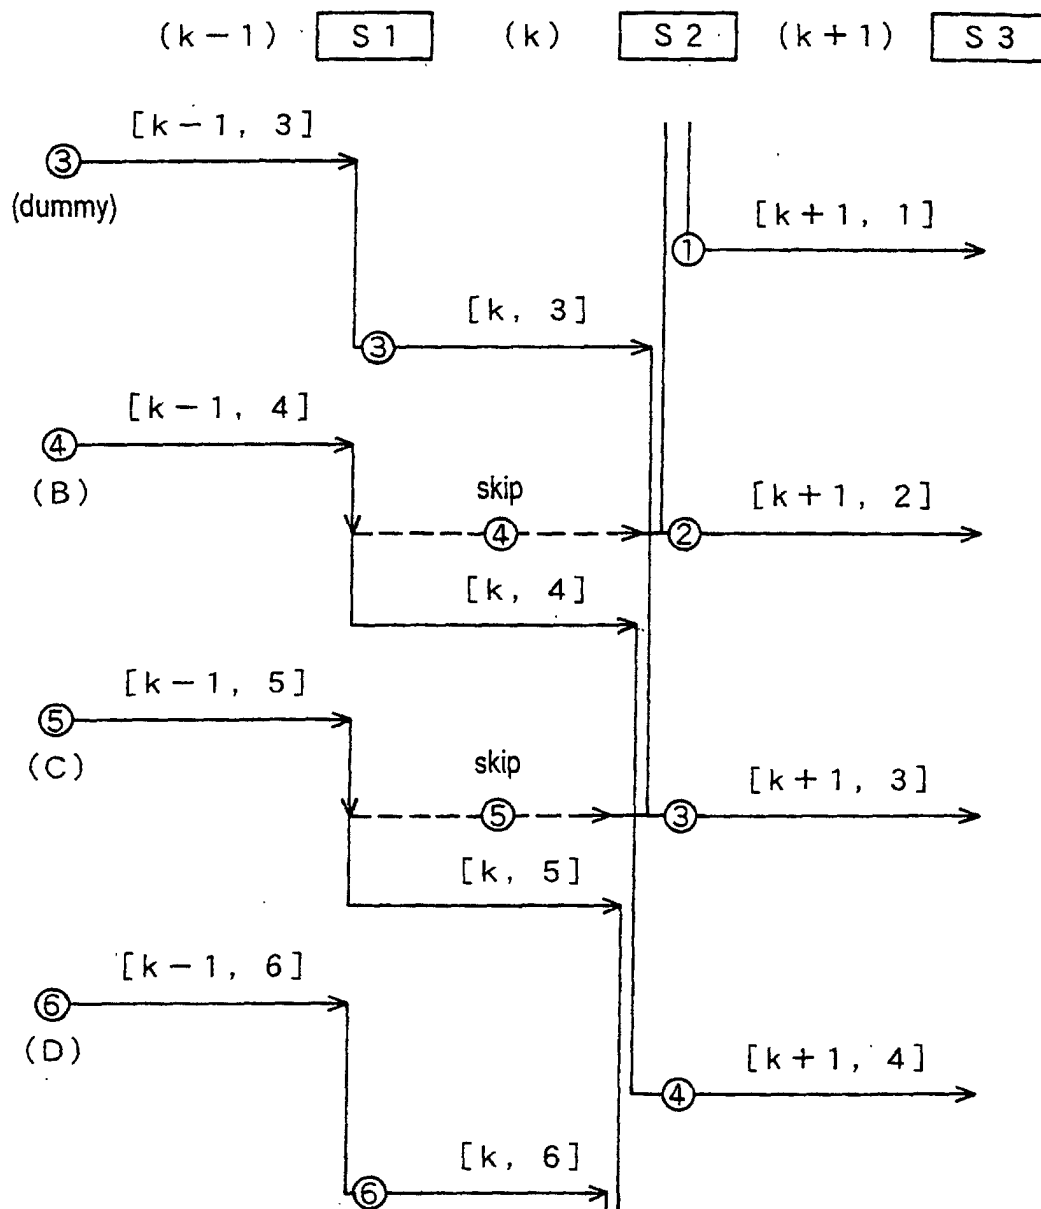 (k-1) S1 (k) S2 (k+1) S3
[k-1, 3]
③
(dummy)
[k+1, 1]
①
[k, 3]
③
[k-1, 4]
④
(B)
skip
④
[k+1, 2]
②
[k, 4]
[k-1, 5]
⑤
(C)
skip
⑤
[k+1, 3]
③
[k, 5]
[k-1, 6]
⑥
(D)
[k+1, 4]
④
[k, 6]
⑥